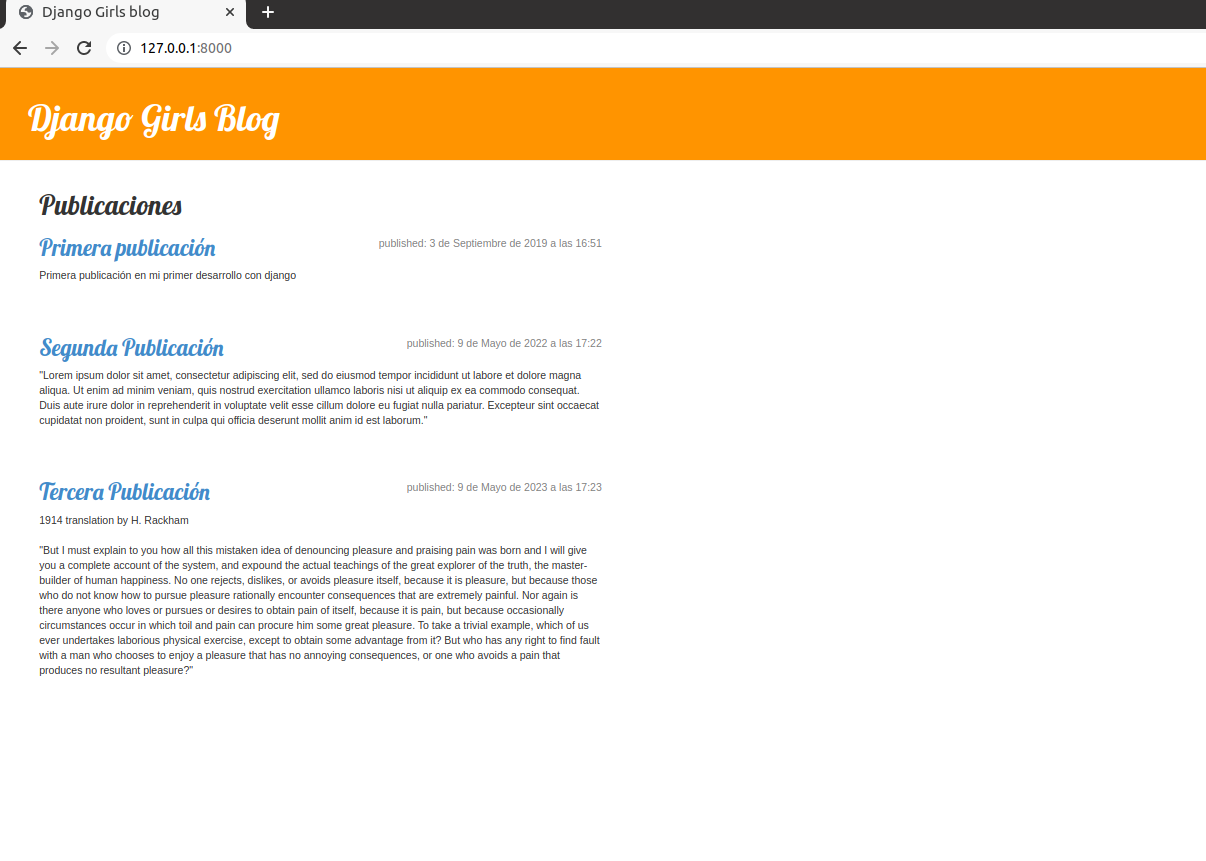 Django Girls blog
127.0.0.1:8000
Django Girls Blog
Publicaciones
Primera publicación
published: 3 de Septiembre de 2019 a las 16:51
Primera publicación en mi primer desarrollo con django
Segunda Publicación
published: 9 de Mayo de 2022 a las 17:22
"Lorem ipsum dolor sit amet, consectetur adipiscing elit, sed do eiusmod tempor incididunt ut labore et dolore magna
aliqua. Ut enim ad minim veniam, quis nostrud exercitation ullamco laboris nisi ut aliquip ex ea commodo consequat.
Duis aute irure dolor in reprehenderit in voluptate velit esse cillum dolore eu fugiat nulla pariatur. Excepteur sint occaecat
cupidatat non proident, sunt in culpa qui officia deserunt mollit anim id est laborum."
Tercera Publicación
published: 9 de Mayo de 2023 a las 17:23
1914 translation by H. Rackham
"But I must explain to you how all this mistaken idea of denouncing pleasure and praising pain was born and I will give
you a complete account of the system, and expound the actual teachings of the great explorer of the truth, the master-
builder of human happiness. No one rejects, dislikes, or avoids pleasure itself, because it is pleasure, but because those
who do not know how to pursue pleasure rationally encounter consequences that are extremely painful. Nor again is
there anyone who loves or pursues or desires to obtain pain of itself, because it is pain, but because occasionally
circumstances occur in which toil and pain can procure him some great pleasure. To take a trivial example, which of us
ever undertakes laborious physical exercise, except to obtain some advantage from it? But who has any right to find fault
with a man who chooses to enjoy a pleasure that has no annoying consequences, or one who avoids a pain that
produces no resultant pleasure?"